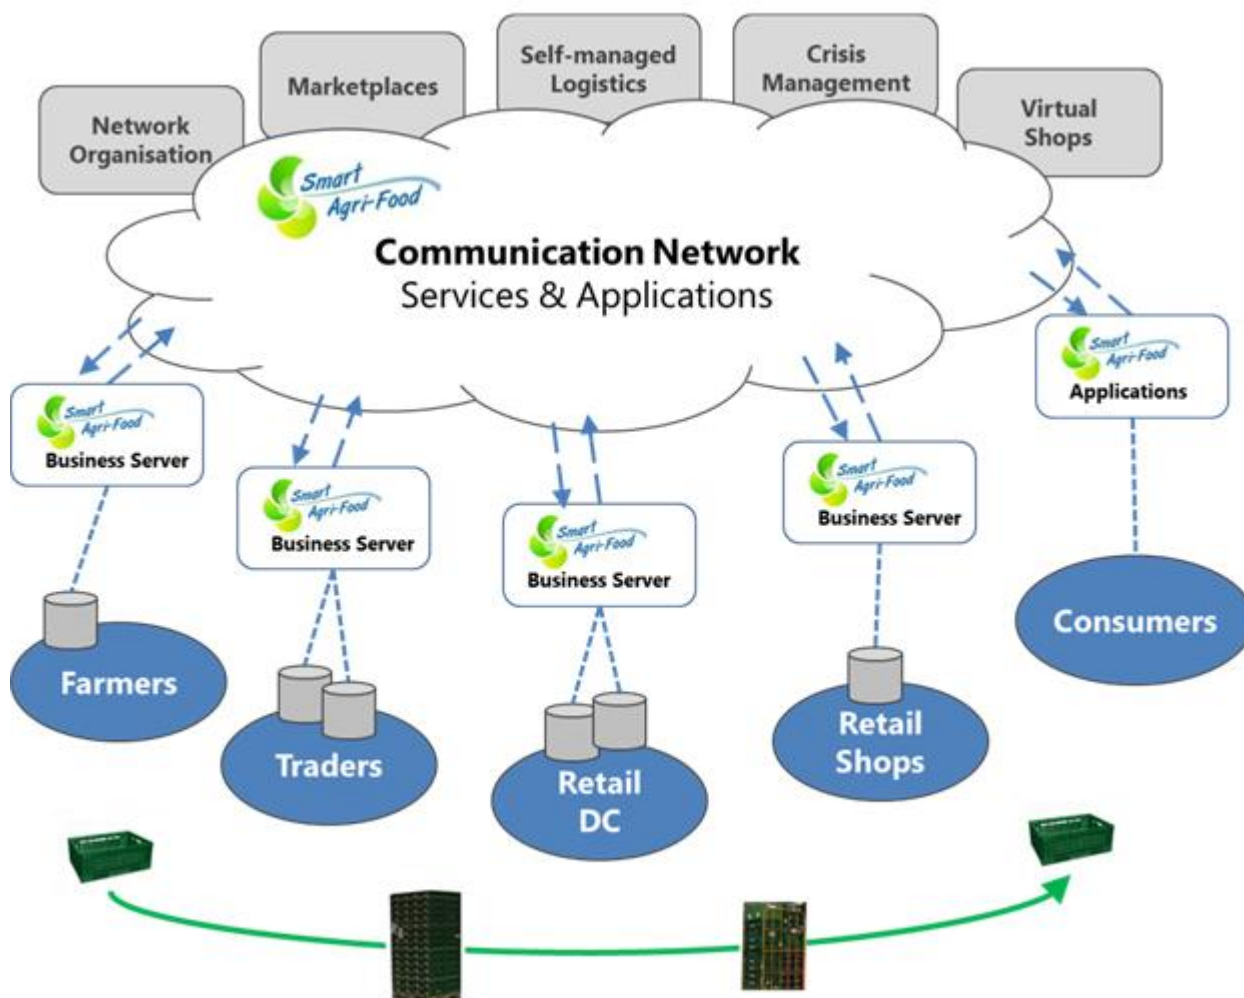 Self-managed
Logistics
Crisis
Management
Marketplaces
Network
Organisation
Virtual
Shops
Smart
Agri-Food
Communication Network
Services & Applications
Smart
Agri-Food
Applications
Smart
Agri-Food
Business Server
Smart
Agri-Food
Business Server
Smart
Agri-Food
Business Server
Smart
Agri-Food
Business Server
Farmers
Traders
Retail
DC
Retail
Shops
Consumers